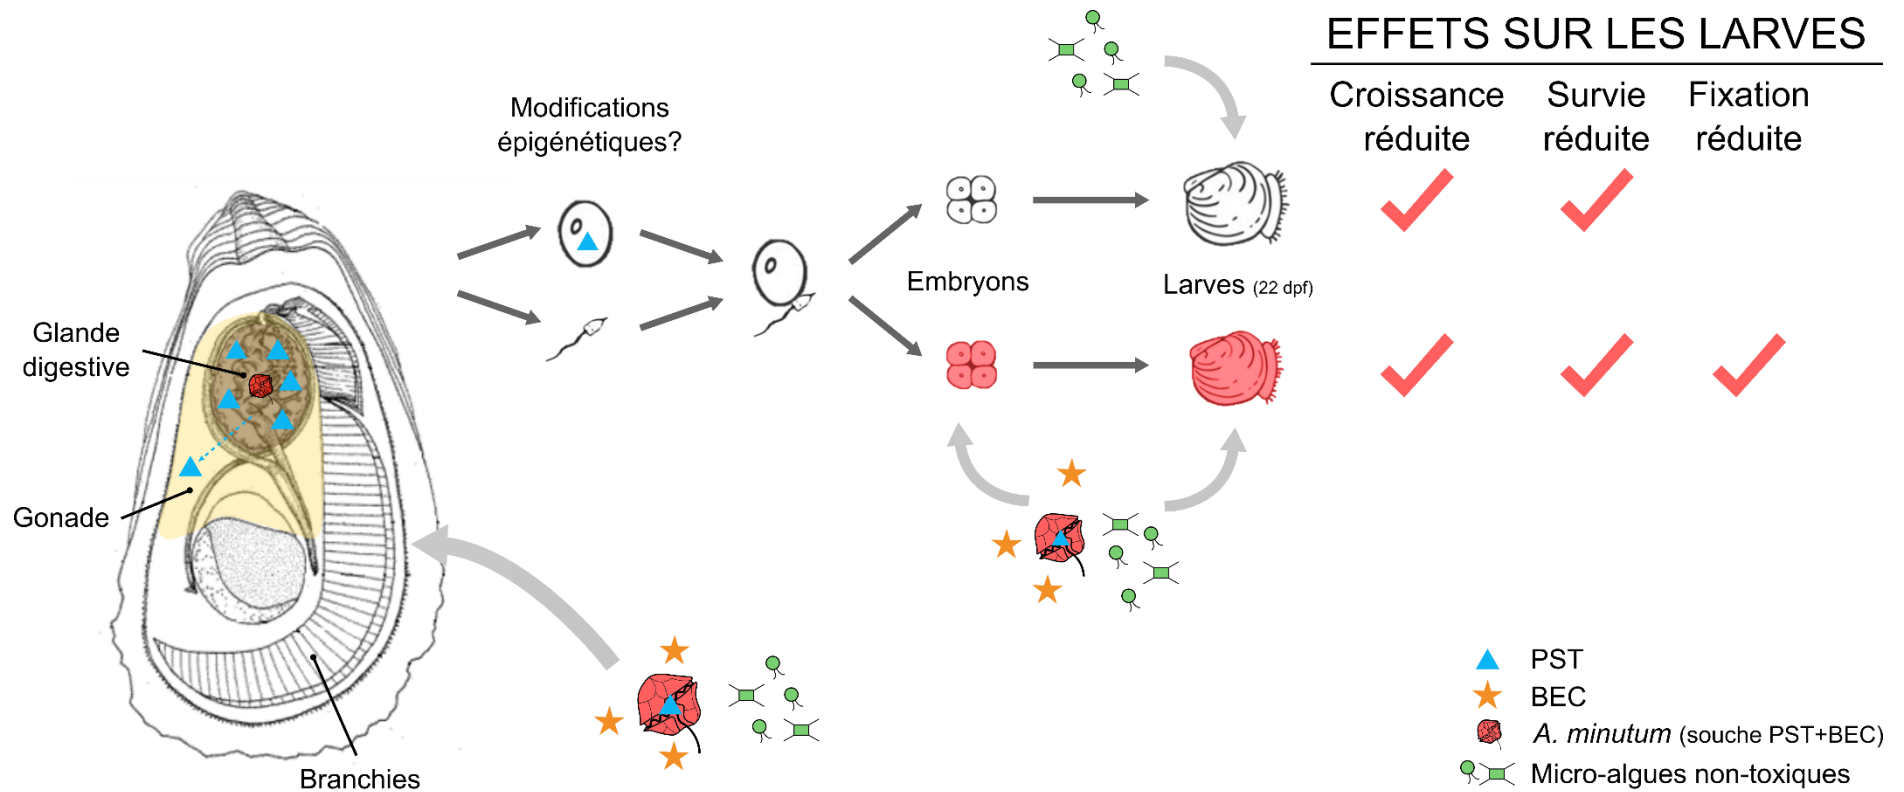 EFFETS SUR LES LARVES
Croissance
réduite
Survie
réduite
Fixation
réduite
Modifications
épigénétiques?
Embryons
Larves (22 dpf)
Glande
digestive
Gonade
Branchies
PST
BEC
A. minutum (souche PST+BEC)
Micro-algues non-toxiques